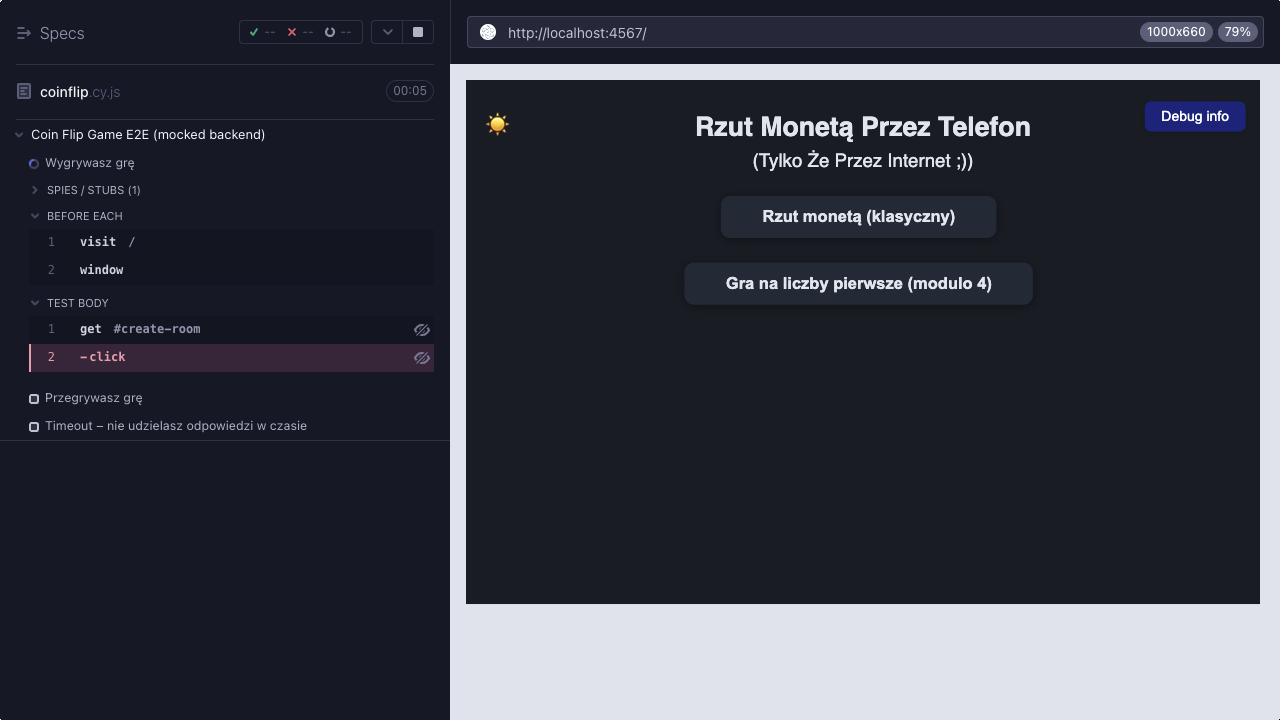 Specs
-- -- --
coinflip.cy.js
00:05
Coin Flip Game E2E (mocked backend)
Wygrywasz grę
SPIES / STUBS (1)
BEFORE EACH
1 visit /
2 window
TEST BODY
1 get #create-room
2 -click
Przegrywasz grę
Timeout – nie udzielasz odpowiedzi w czasie
http://localhost:4567/
1000x660
79%
Rzut Monetą Przez Telefon
Debug info
(Tylko Że Przez Internet ;))
Rzut monetą (klasyczny)
Gra na liczby pierwsze (modulo 4)